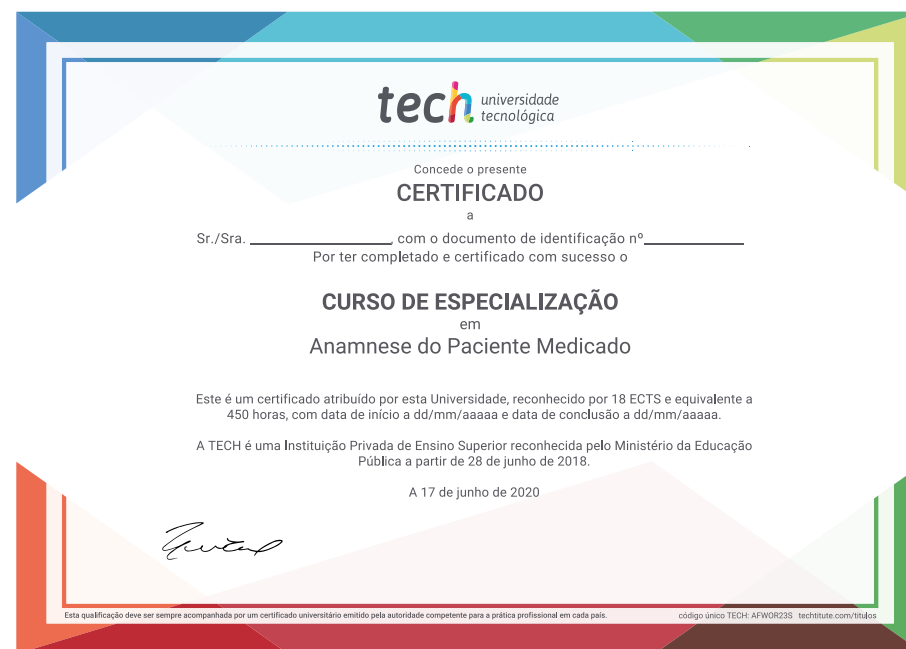 tech universidade
tecnológica
Concede o presente
CERTIFICADO
a
Sr./Sra. , com o documento de identificação nº
Por ter completado e certificado com sucesso o
CURSO DE ESPECIALIZAÇÃO
em
Anamnese do Paciente Medicado
Este é um certificado atribuído por esta Universidade, reconhecido por 18 ECTS e equivalente a
450 horas, com data de início a dd/mm/aaaaa e data de conclusão a dd/mm/aaaaa.
A TECH é uma Instituição Privada de Ensino Superior reconhecida pelo Ministério da Educação
Pública a partir de 28 de junho de 2018.
A 17 de junho de 2020
Esta qualificação deve ser sempre acompanhada por um certificado universitário emitido pela autoridade competente para a prática profissional em cada país. código único TECH: AFWOR23S techtitute.com/titulos